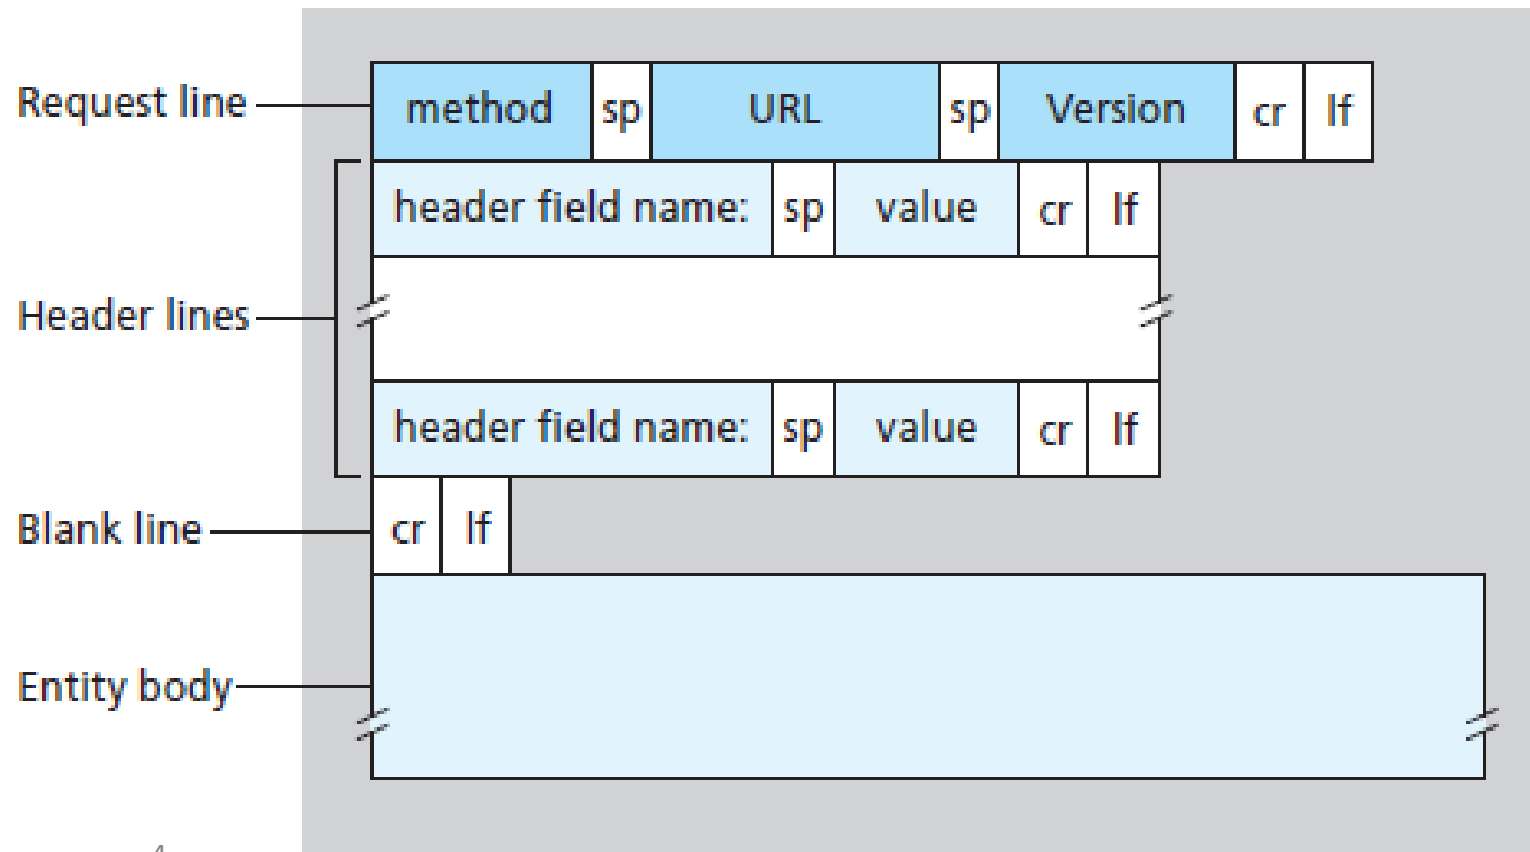 Request line method sp URL sp Version cr lf
header field name: sp value cr lf
Header lines
header field name: sp value cr lf
Blank line cr lf
Entity body
4